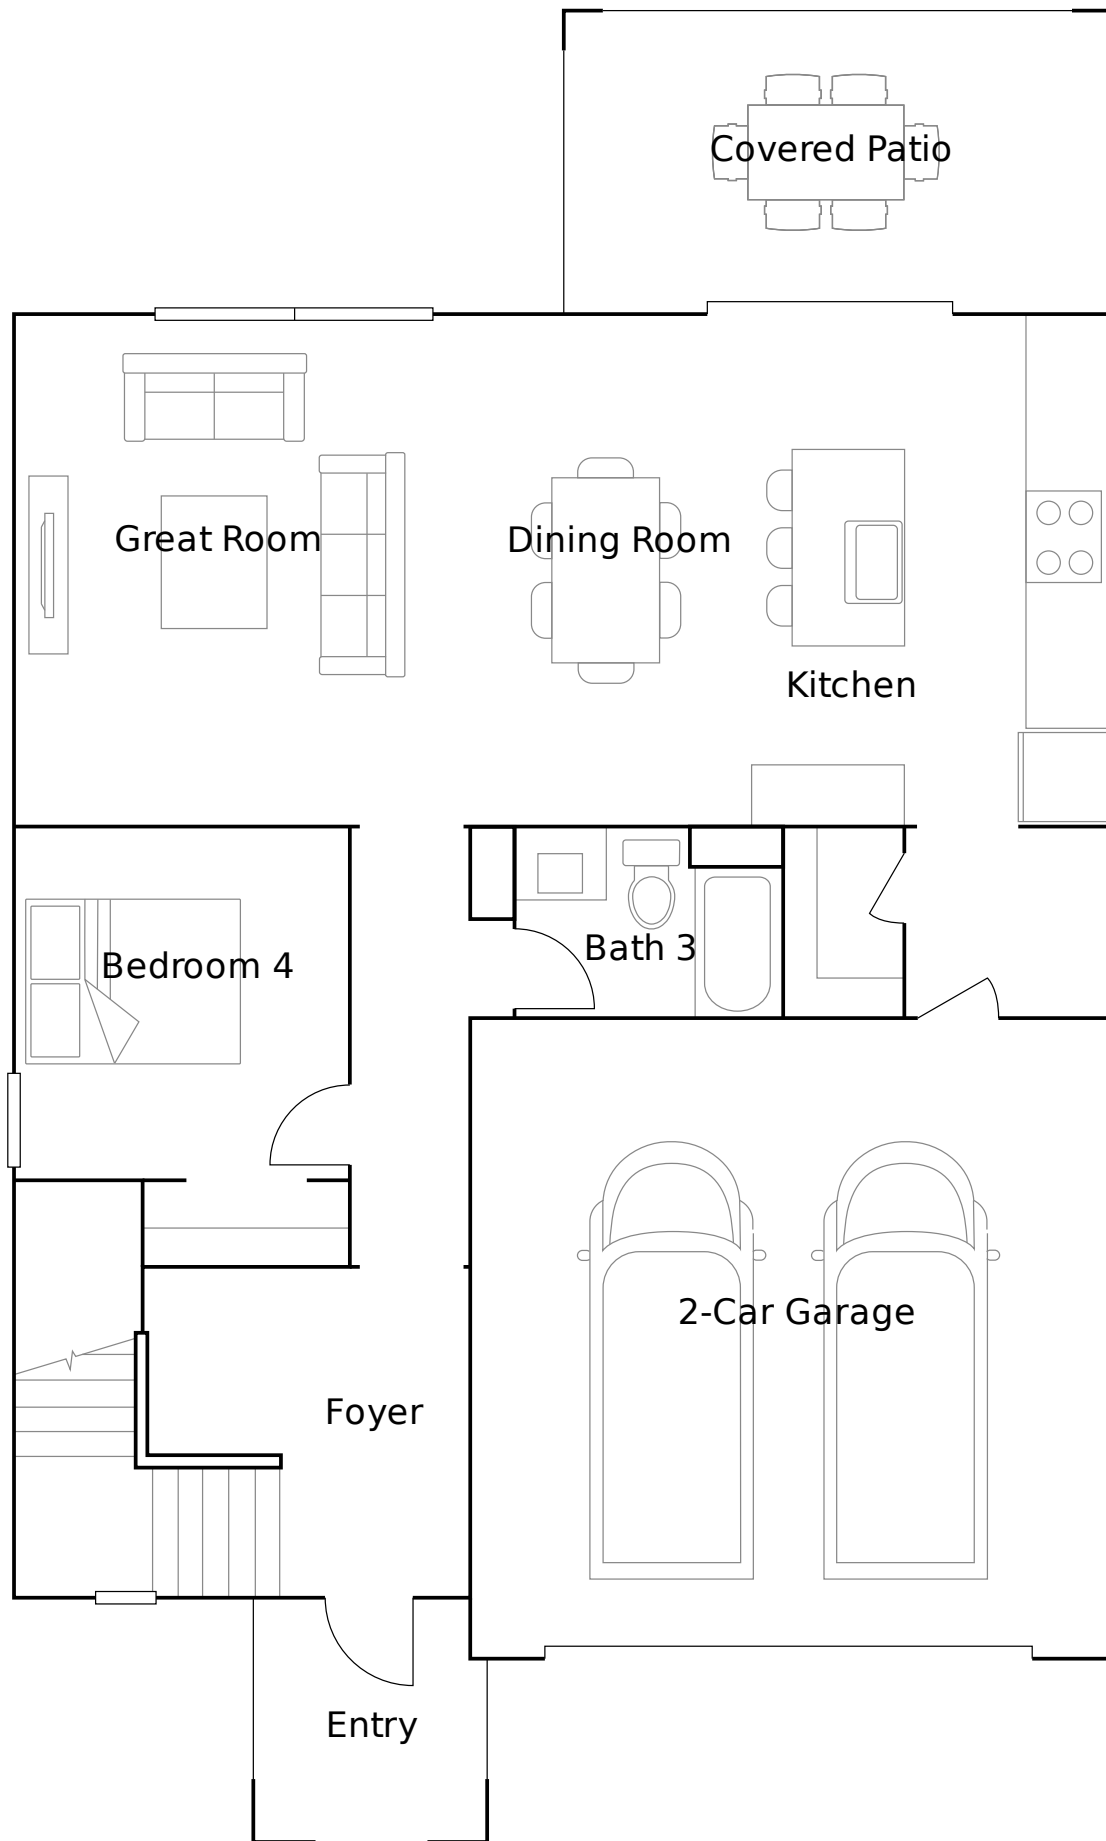 Covered Patio
Great Room
Dining Room
Kitchen
Bath 3
Bedroom 4
2-Car Garage
Foyer
Entry